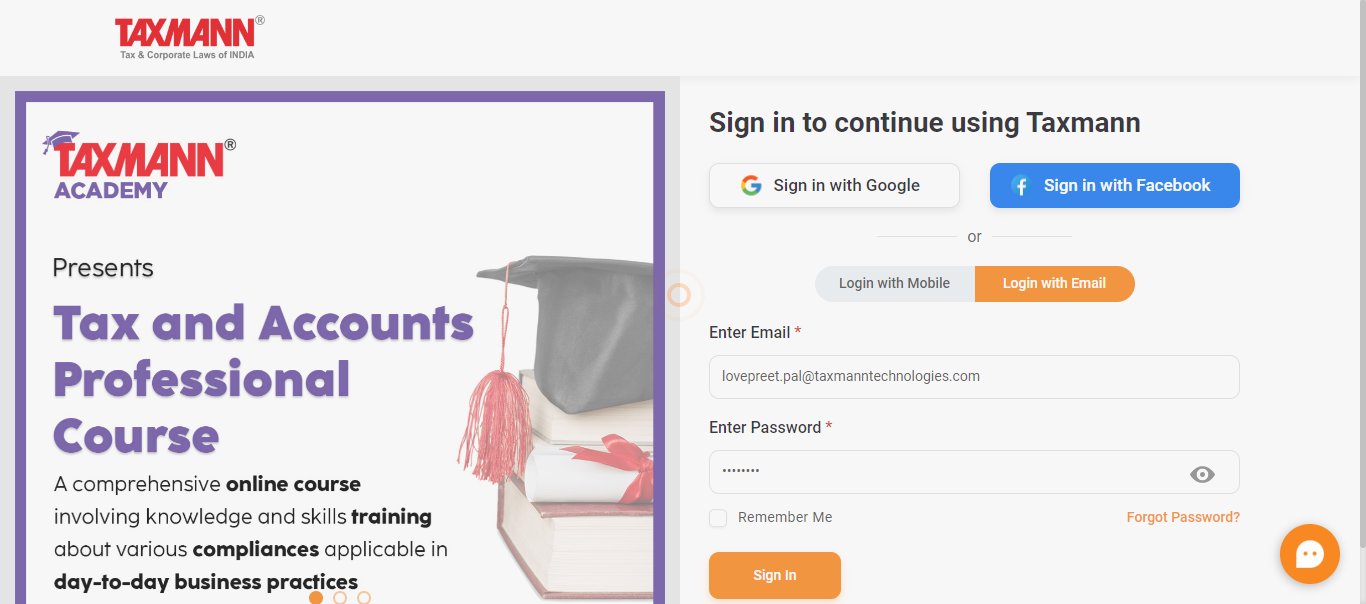 TAXMANN®
Tax & Corporate Laws of INDIA
TAXMANN®
ACADEMY
Presents
Tax and Accounts
Professional
Course
A comprehensive online course
involving knowledge and skills training
about various compliances applicable in
day-to-day business practices
Sign in to continue using Taxmann
Sign in with Google
Sign in with Facebook
or
Login with Mobile
Login with Email
Enter Email *
lovepreet.pal@taxmanntechnologies.com
Enter Password *
••••••••
Remember Me
Forgot Password?
Sign In